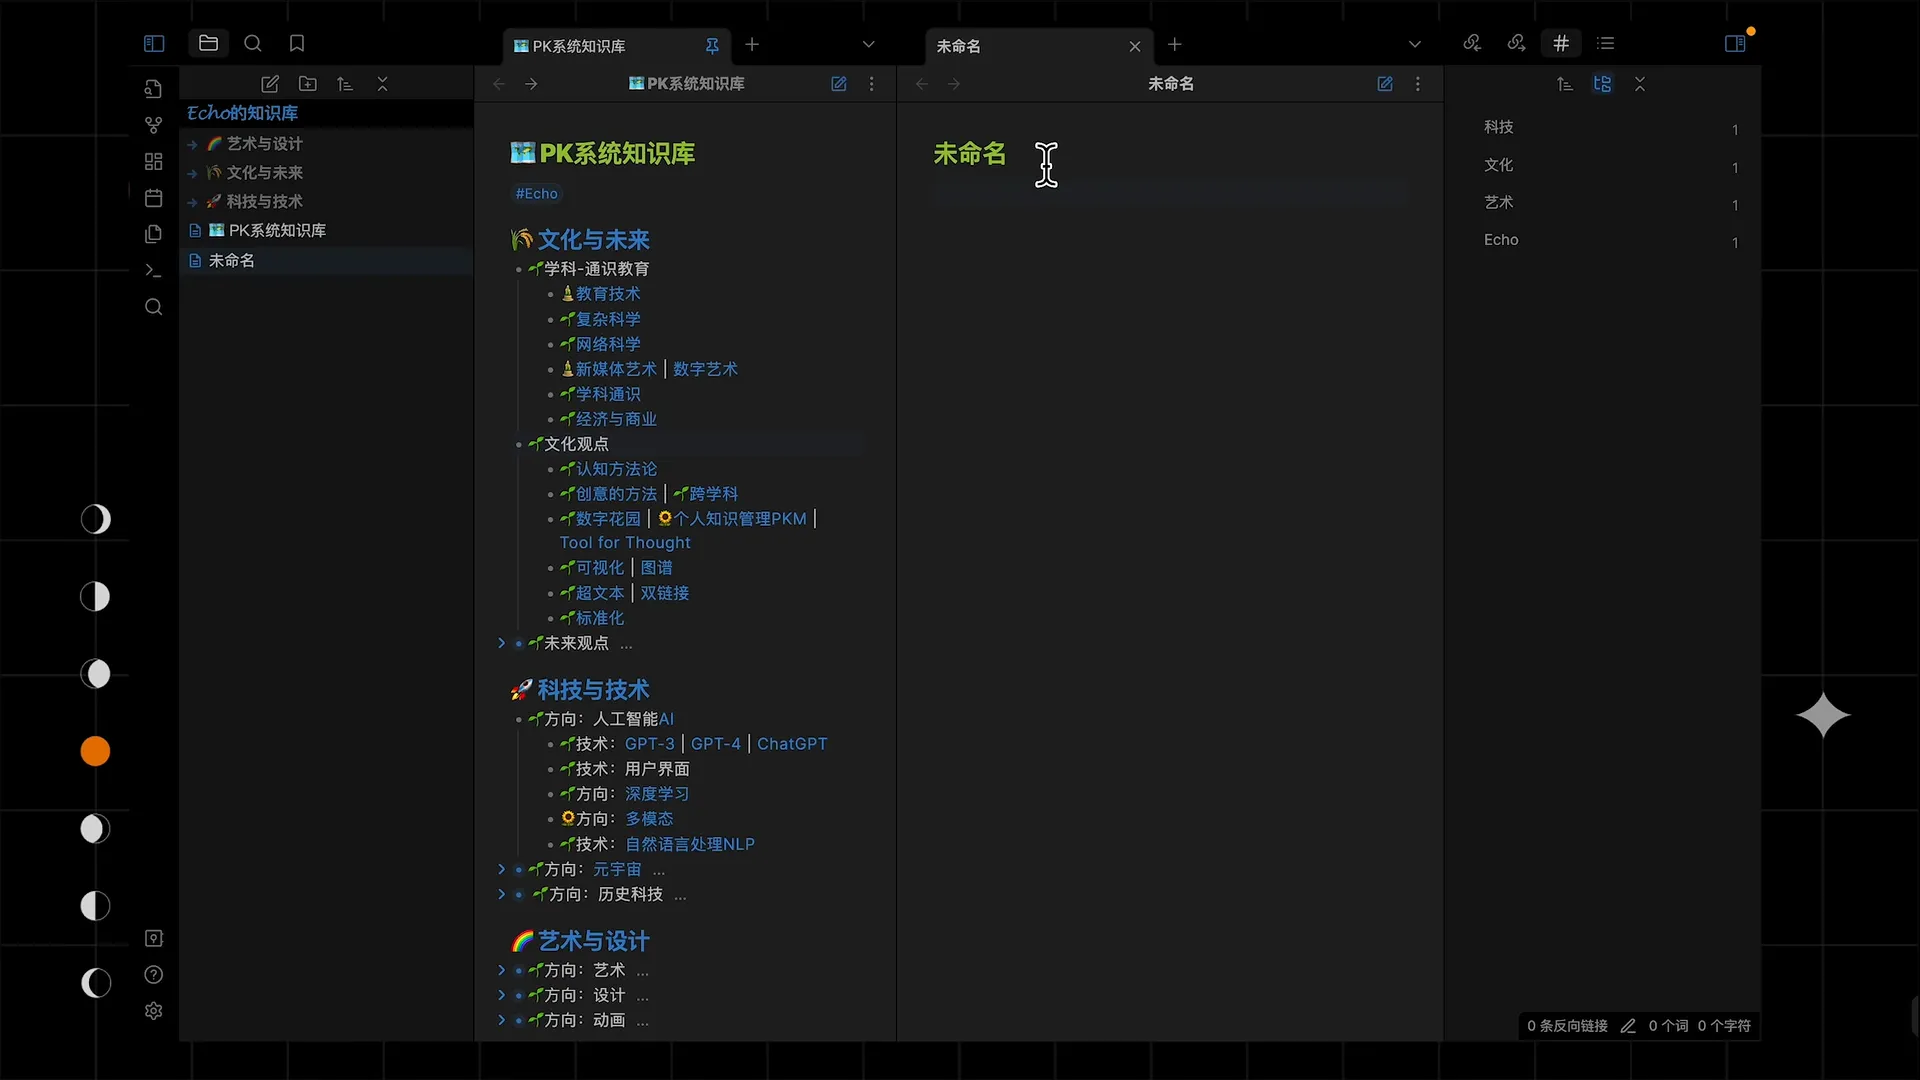 PK系统知识库
未命名
Echo的知识库
艺术与设计
文化与未来
科技与技术
PK系统知识库
未命名
PK系统知识库
PK系统知识库
#Echo
文化与未来
学科-通识教育
教育技术
复杂科学
网络科学
新媒体艺术 | 数字艺术
学科通识
经济与商业
文化观点
认知方法论
创意的方法 | 跨学科
数字花园 | 个人知识管理PKM |
Tool for Thought
可视化 | 图谱
超文本 | 双链接
标准化
未来观点 ...
科技与技术
方向：人工智能AI
技术：GPT-3 | GPT-4 | ChatGPT
技术：用户界面
方向：深度学习
方向：多模态
技术：自然语言处理NLP
方向：元宇宙 ...
方向：历史科技 ...
艺术与设计
方向：艺术 ...
方向：设计 ...
方向：动画 ...
未命名
未命名
科技 1
文化 1
艺术 1
Echo 1
0 条反向链接 0 个词 0 个字符